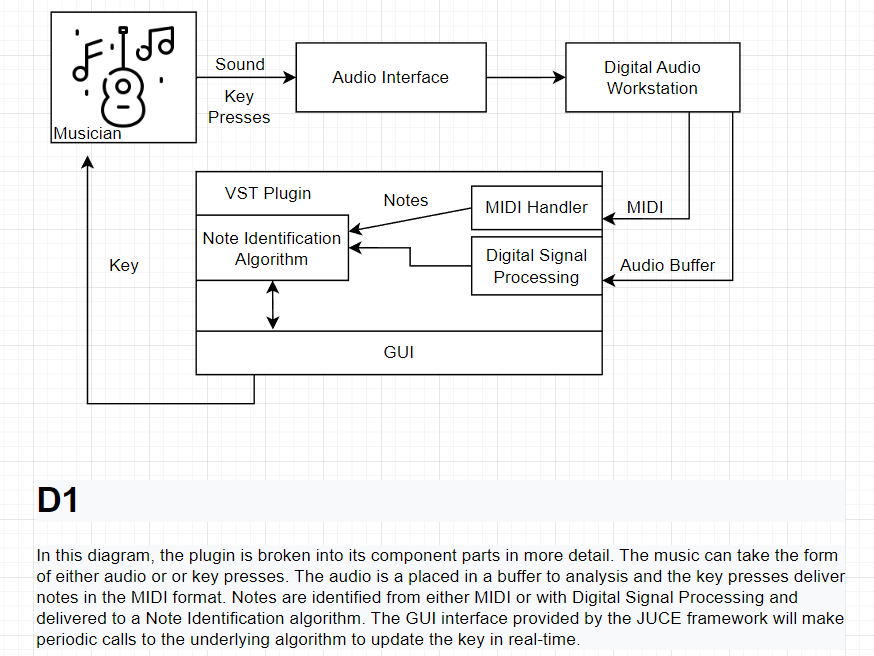 Sound
Key
Presses
Audio Interface
Digital Audio
Workstation
Musician
VST Plugin
Notes
MIDI Handler
MIDI
Note Identification
Algorithm
Digital Signal
Processing
Audio Buffer
Key
GUI
D1
In this diagram, the plugin is broken into its component parts in more detail. The music can take the form
of either audio or or key presses. The audio is a placed in a buffer to analysis and the key presses deliver
notes in the MIDI format. Notes are identified from either MIDI or with Digital Signal Processing and
delivered to a Note Identification algorithm. The GUI interface provided by the JUCE framework will make
periodic calls to the underlying algorithm to update the key in real-time.